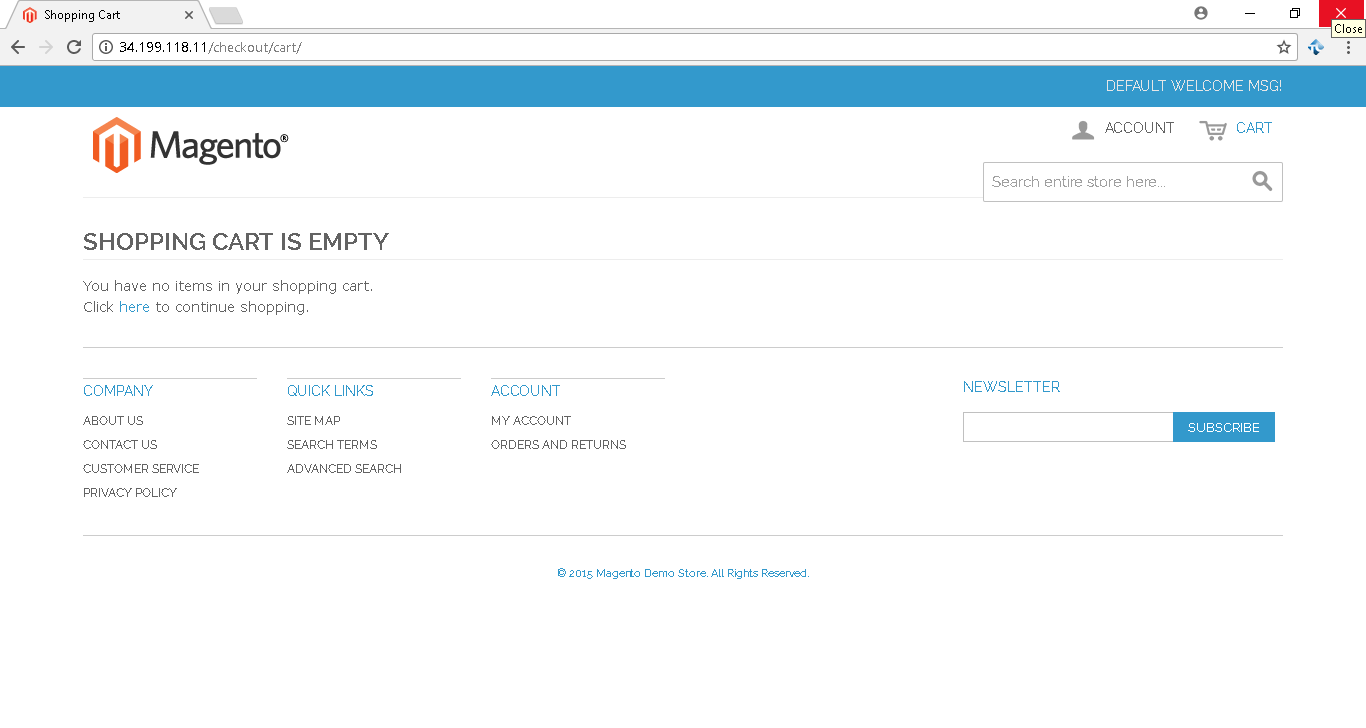 Shopping Cart
Close
34.199.118.11/checkout/cart/
DEFAULT WELCOME MSG!
Magento®
ACCOUNT
CART
Search entire store here...
SHOPPING CART IS EMPTY
You have no items in your shopping cart.
Click here to continue shopping.
COMPANY
ABOUT US
CONTACT US
CUSTOMER SERVICE
PRIVACY POLICY
QUICK LINKS
SITE MAP
SEARCH TERMS
ADVANCED SEARCH
ACCOUNT
MY ACCOUNT
ORDERS AND RETURNS
NEWSLETTER
SUBSCRIBE
© 2015 Magento Demo Store. All Rights Reserved.